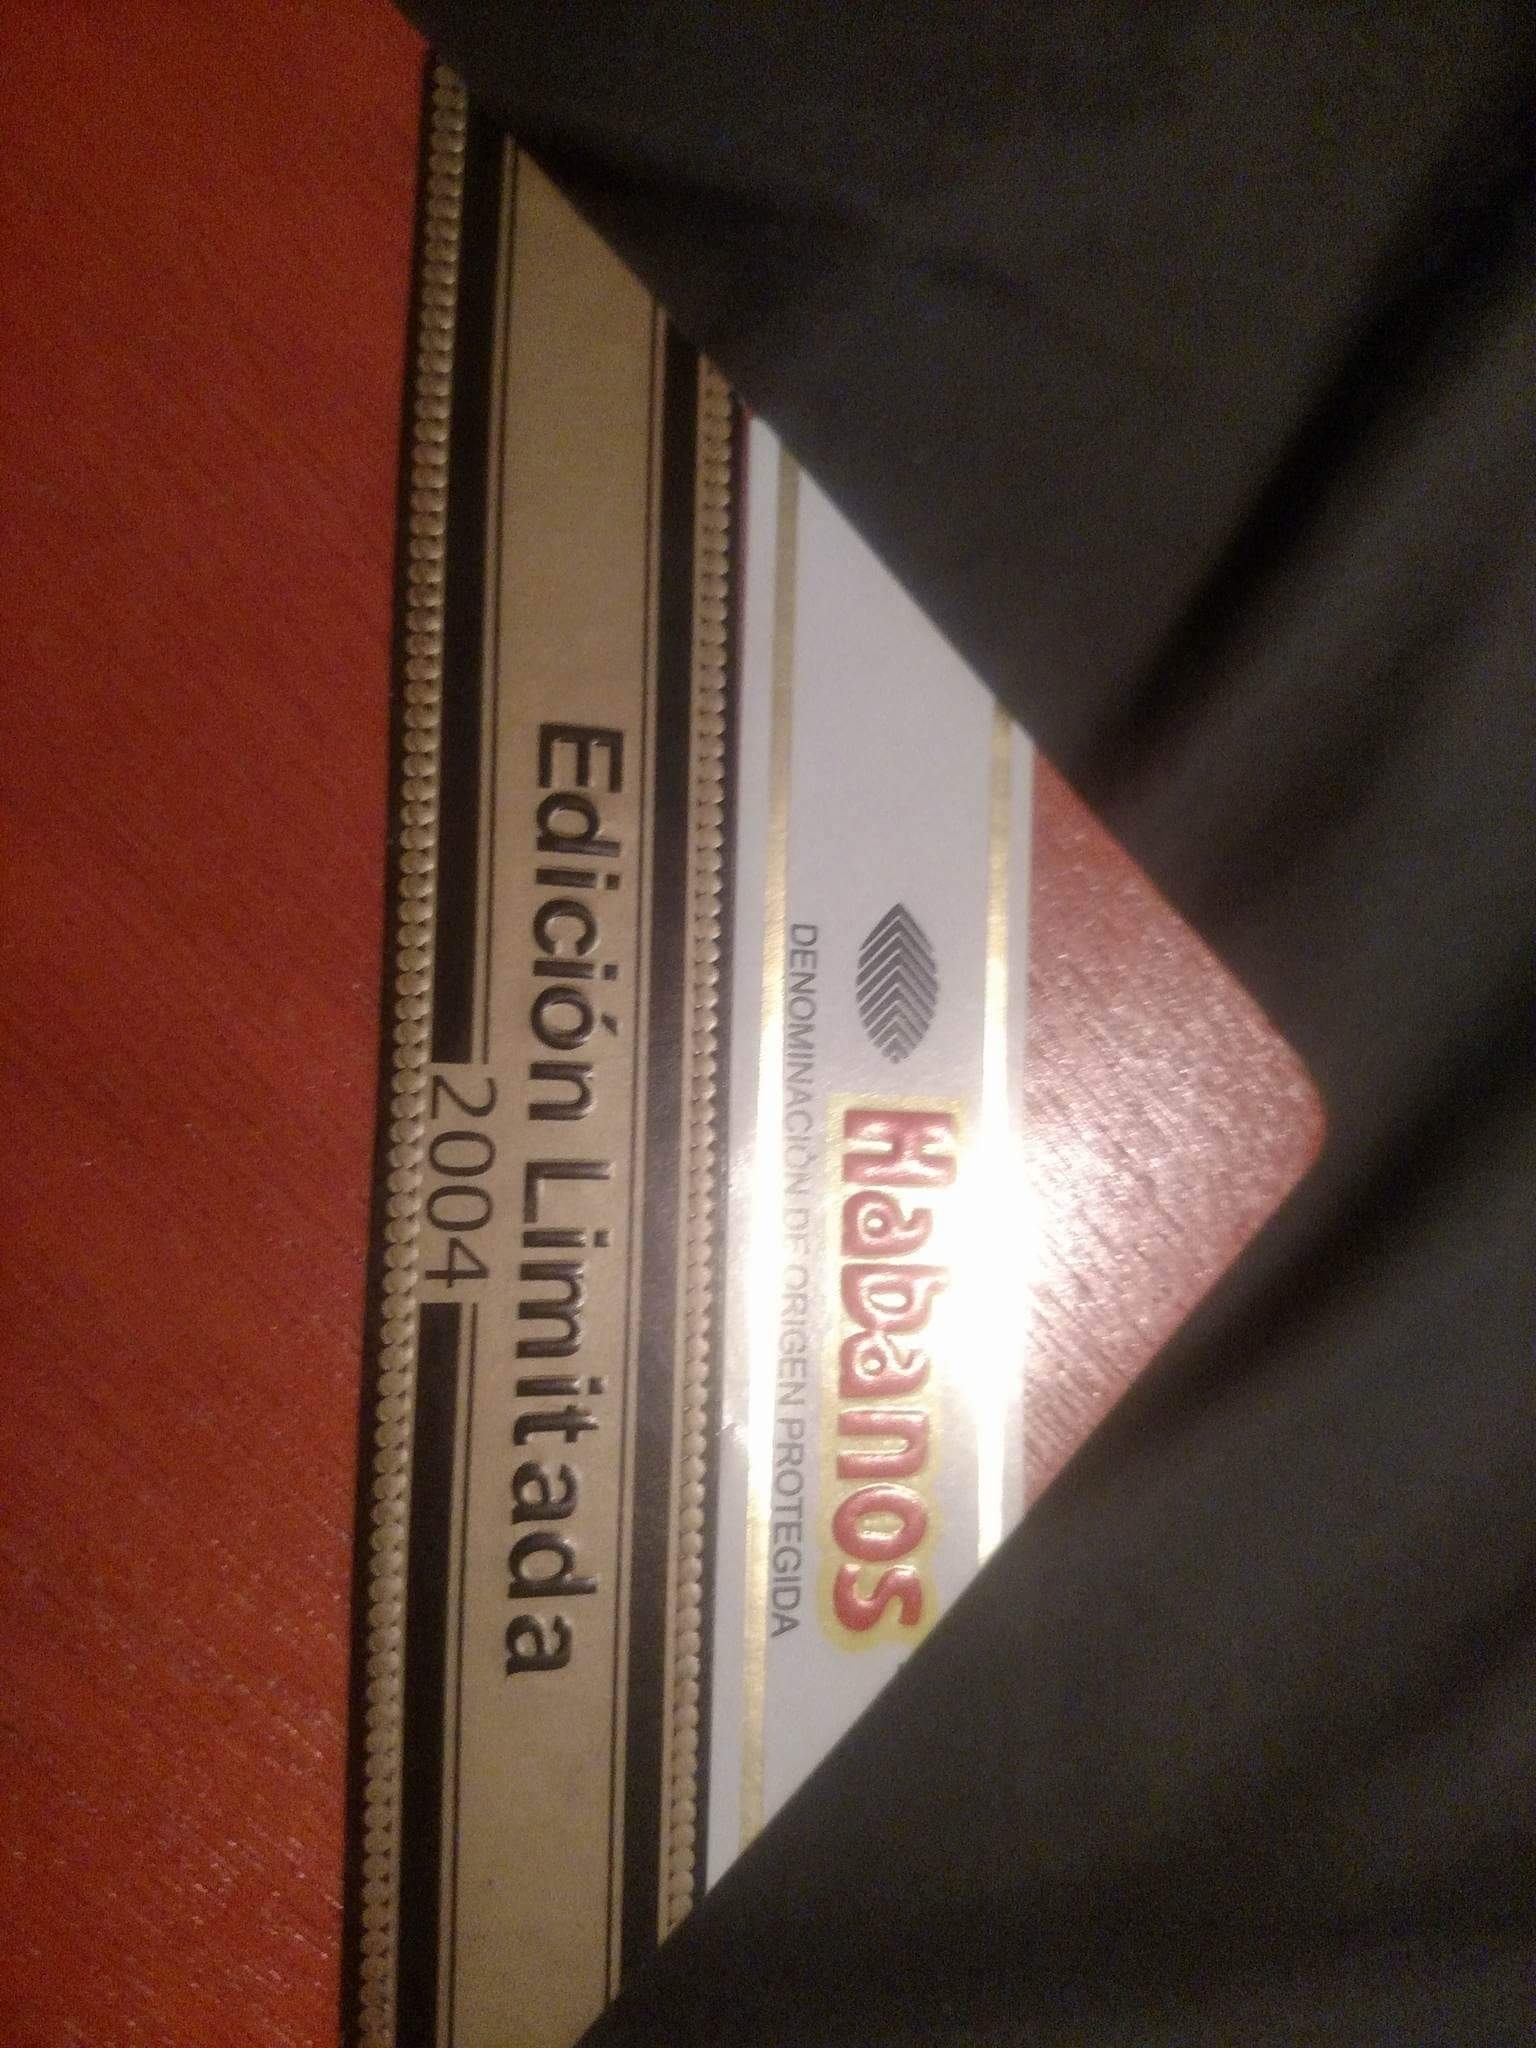 Habanos
DENOMINACIÓN DE ORIGEN PROTEGIDA
Edición Limitada
2004